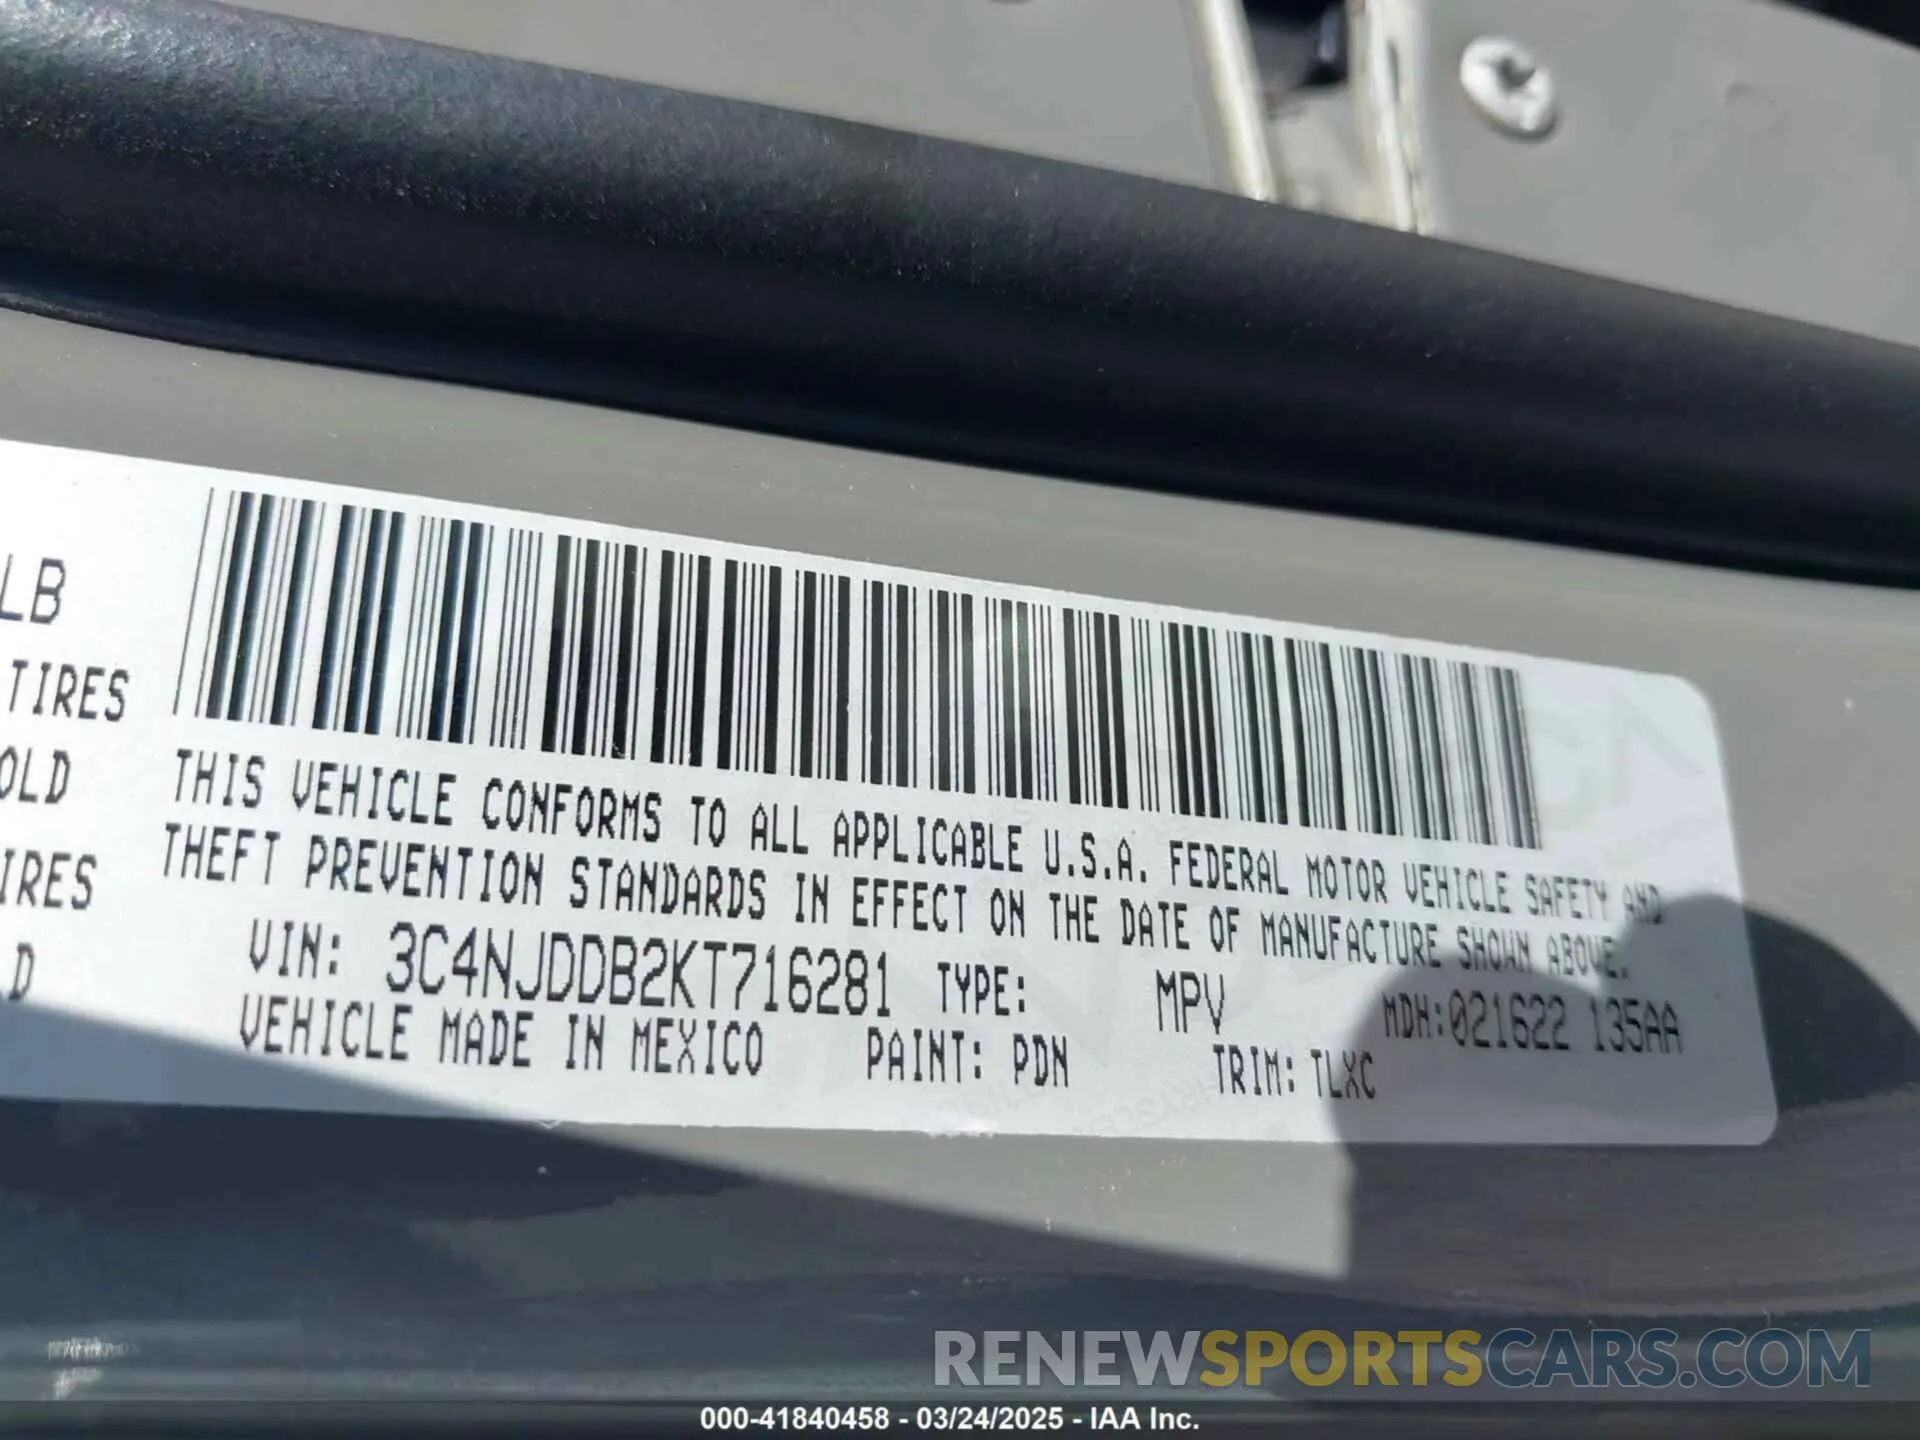 LB
TIRES
OLD
IRES
D
THIS VEHICLE CONFORMS TO ALL APPLICABLE U.S.A. FEDERAL MOTOR VEHICLE SAFETY AND
THEFT PREVENTION STANDARDS IN EFFECT ON THE DATE OF MANUFACTURE SHOWN ABOVE.
VIN: 3C4NJDDB2KT716281 TYPE: MPV MDH:021622 135AA
VEHICLE MADE IN MEXICO PAINT: PDN TRIM: TLXC
RENEWSPORTSCARS.COM
000-41840458 - 03/24/2025 - IAA Inc.